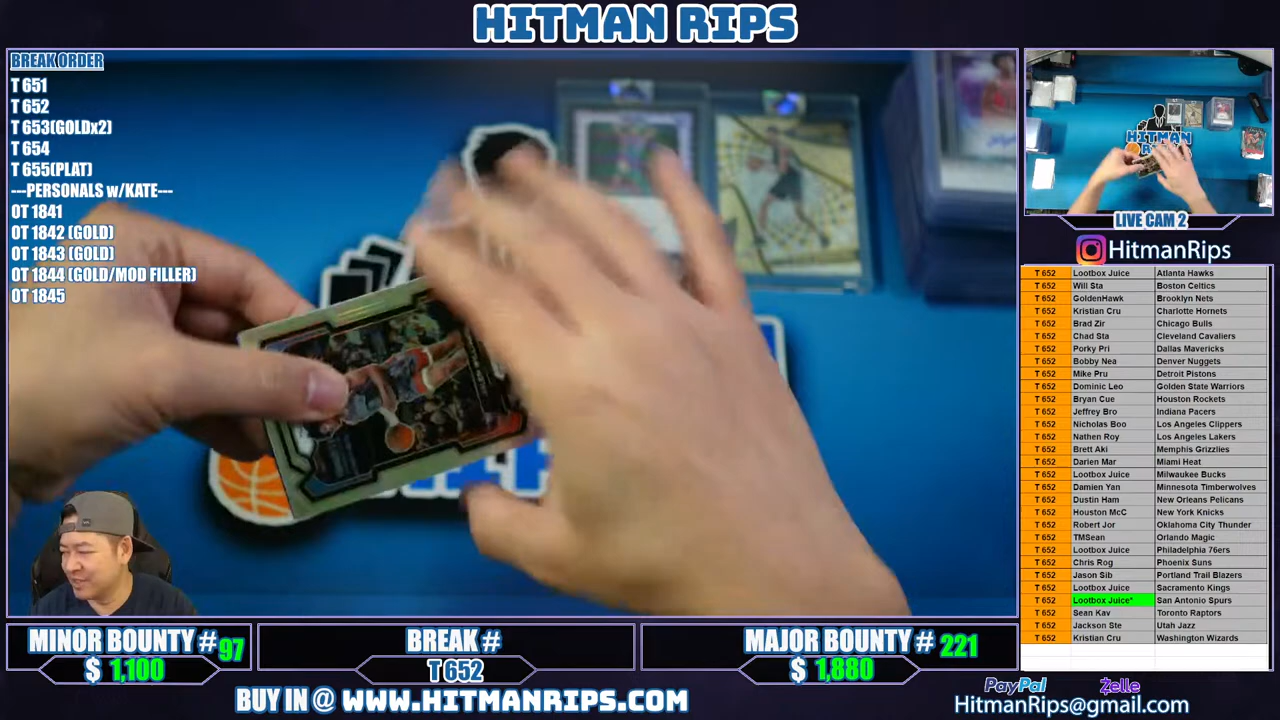 HITMAN RIPS
BREAK ORDER
T 651
T 652
T 653(GOLDx2)
T 654
T 655(PLAT)
---PERSONALS w/KATE---
OT 1841
OT 1842 (GOLD)
OT 1843 (GOLD)
OT 1844 (GOLD/MOD FILLER)
OT 1845
HITMAN
LIVE CAM 2
HitmanRips
T 652 Lootbox Juice Atlanta Hawks
T 652 Will Sta Boston Celtics
T 652 GoldenHawk Brooklyn Nets
T 652 Kristian Cru Charlotte Hornets
T 652 Brad Zir Chicago Bulls
T 652 Chad Sta Cleveland Cavaliers
T 652 Porky Pri Dallas Mavericks
T 652 Bobby Nea Denver Nuggets
T 652 Mike Pru Detroit Pistons
T 652 Dominic Leo Golden State Warriors
T 652 Bryan Cue Houston Rockets
T 652 Jeffrey Bro Indiana Pacers
T 652 Nicholas Boo Los Angeles Clippers
T 652 Nathen Roy Los Angeles Lakers
T 652 Brett Aki Memphis Grizzlies
T 652 Darien Mar Miami Heat
T 652 Lootbox Juice Milwaukee Bucks
T 652 Damien Yan Minnesota Timberwolves
T 652 Dustin Ham New Orleans Pelicans
T 652 Houston McC New York Knicks
T 652 Robert Jor Oklahoma City Thunder
T 652 TMSean Orlando Magic
T 652 Lootbox Juice Philadelphia 76ers
T 652 Chris Rog Phoenix Suns
T 652 Jason Sib Portland Trail Blazers
T 652 Lootbox Juice Sacramento Kings
T 652 Lootbox Juice* San Antonio Spurs
T 652 Sean Kav Toronto Raptors
T 652 Jackson Ste Utah Jazz
T 652 Kristian Cru Washington Wizards
MINOR BOUNTY # 97
$ 1,100
BREAK #
T 652
MAJOR BOUNTY # 221
$ 1,880
BUY IN @ WWW.HITMANRIPS.COM
PayPal Zelle
HitmanRips@gmail.com